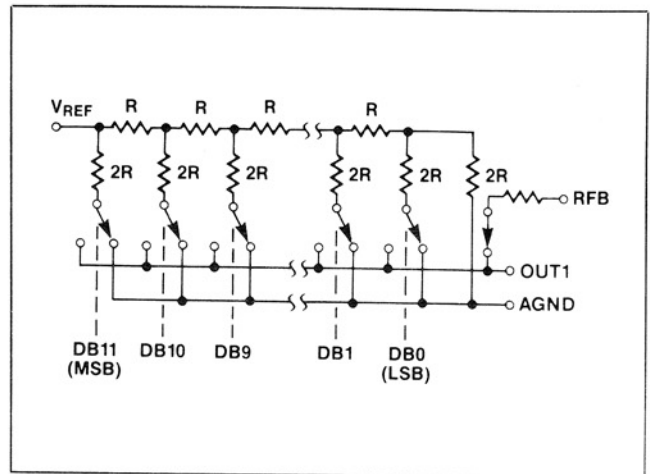 R R R R
VREF
2R 2R 2R 2R 2R 2R
RFB
OUT1
AGND
DB11 DB10 DB9 DB1 DB0
(MSB) (LSB)